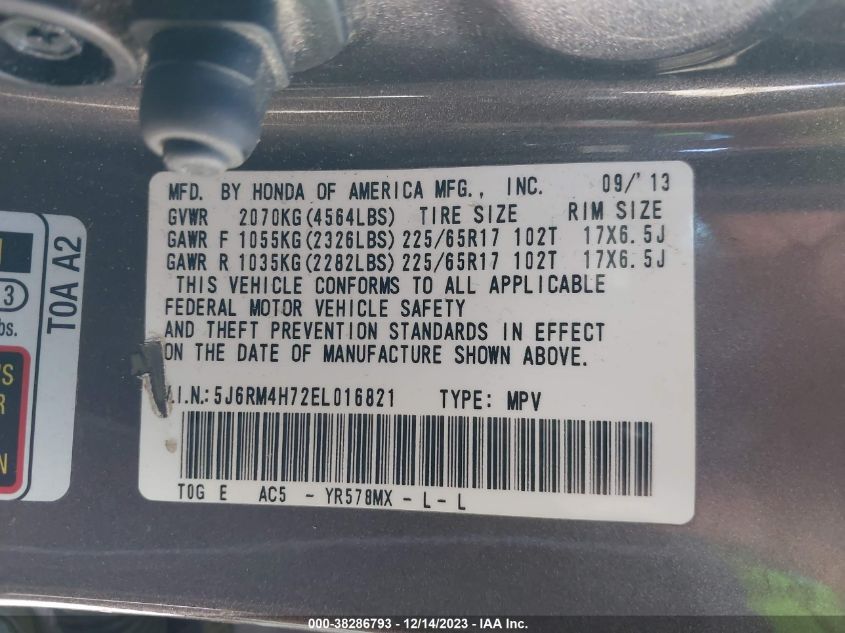 MFD. BY HONDA OF AMERICA MFG., INC. 09/'13
GVWR 2070KG(4564LBS) TIRE SIZE RIM SIZE
GAWR F 1055KG(2326LBS) 225/65R17 102T 17X6.5J
GAWR R 1035KG(2282LBS) 225/65R17 102T 17X6.5J
THIS VEHICLE CONFORMS TO ALL APPLICABLE
FEDERAL MOTOR VEHICLE SAFETY
AND THEFT PREVENTION STANDARDS IN EFFECT
ON THE DATE OF MANUFACTURE SHOWN ABOVE.
.I.N.: 5J6RM4H72EL016821 TYPE: MPV
T0G E AC5 - YR578MX - L - L
T0A A2
3
bs.
'S
R
N
000-38286793 - 12/14/2023 - IAA Inc.